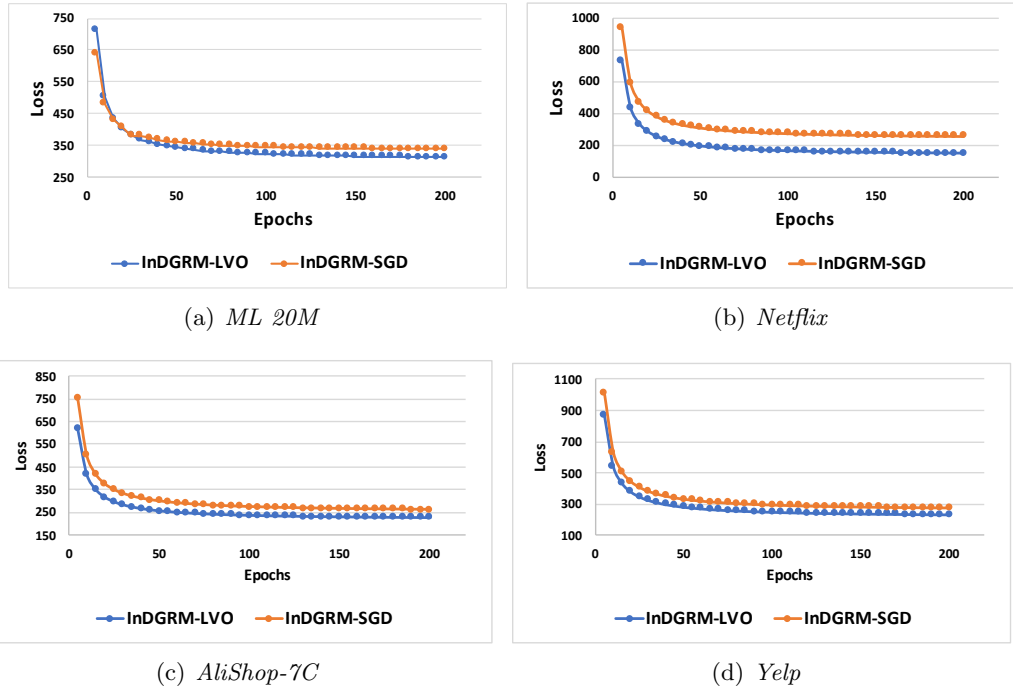 750
650
550
450
350
250
Loss
0 50 100 150 200
Epochs
InDGRM-LVO InDGRM-SGD
(a) ML 20M
1000
800
600
400
200
0
Loss
0 50 100 150 200
Epochs
InDGRM-LVO InDGRM-SGD
(b) Netflix
850
750
650
550
450
350
250
150
Loss
0 50 100 150 200
Epochs
InDGRM-LVO InDGRM-SGD
(c) AliShop-7C
1100
900
700
500
300
100
Loss
0 50 100 150 200
Epochs
InDGRM-LVO InDGRM-SGD
(d) Yelp